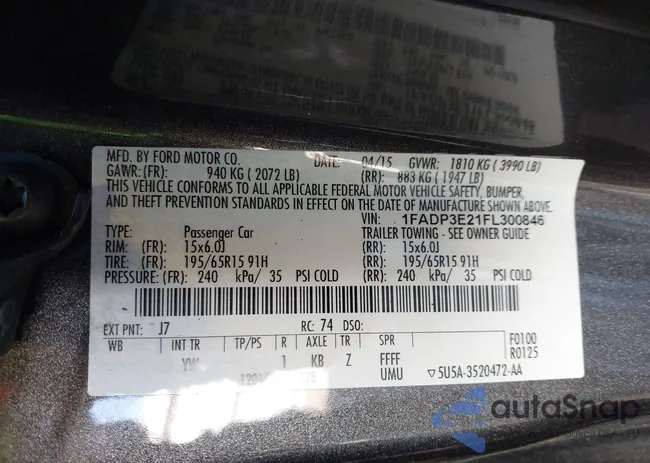 MFD. BY FORD MOTOR CO. DATE: 04/15 GVWR: 1810 KG ( 3990 LB)
GAWR: (FR): 940 KG ( 2072 LB) (RR): 883 KG ( 1947 LB)
THIS VEHICLE CONFORMS TO ALL APPLICABLE FEDERAL MOTOR VEHICLE SAFETY, BUMPER,
AND THEFT PREVENTION STANDARDS IN EFFECT ON THE DATE OF MANUFACTURE SHOWN ABOVE.
VIN: 1FADP3E21FL300846
TYPE: Passenger Car TRAILER TOWING - SEE OWNER GUIDE
RIM: (FR): 15x6.0J (RR): 15x6.0J
TIRE: (FR): 195/65R15 91H (RR): 195/65R15 91H
PRESSURE: (FR): 240 kPa/ 35 PSI COLD (RR): 240 kPa/ 35 PSI COLD
EXT PNT: J7 RC: 74 DSO: F0100
WB INT TR TP/PS R AXLE TR SPR R0125
YW 1 KB Z FFFF
UMU 5U5A-3520472-AA
autoSnap